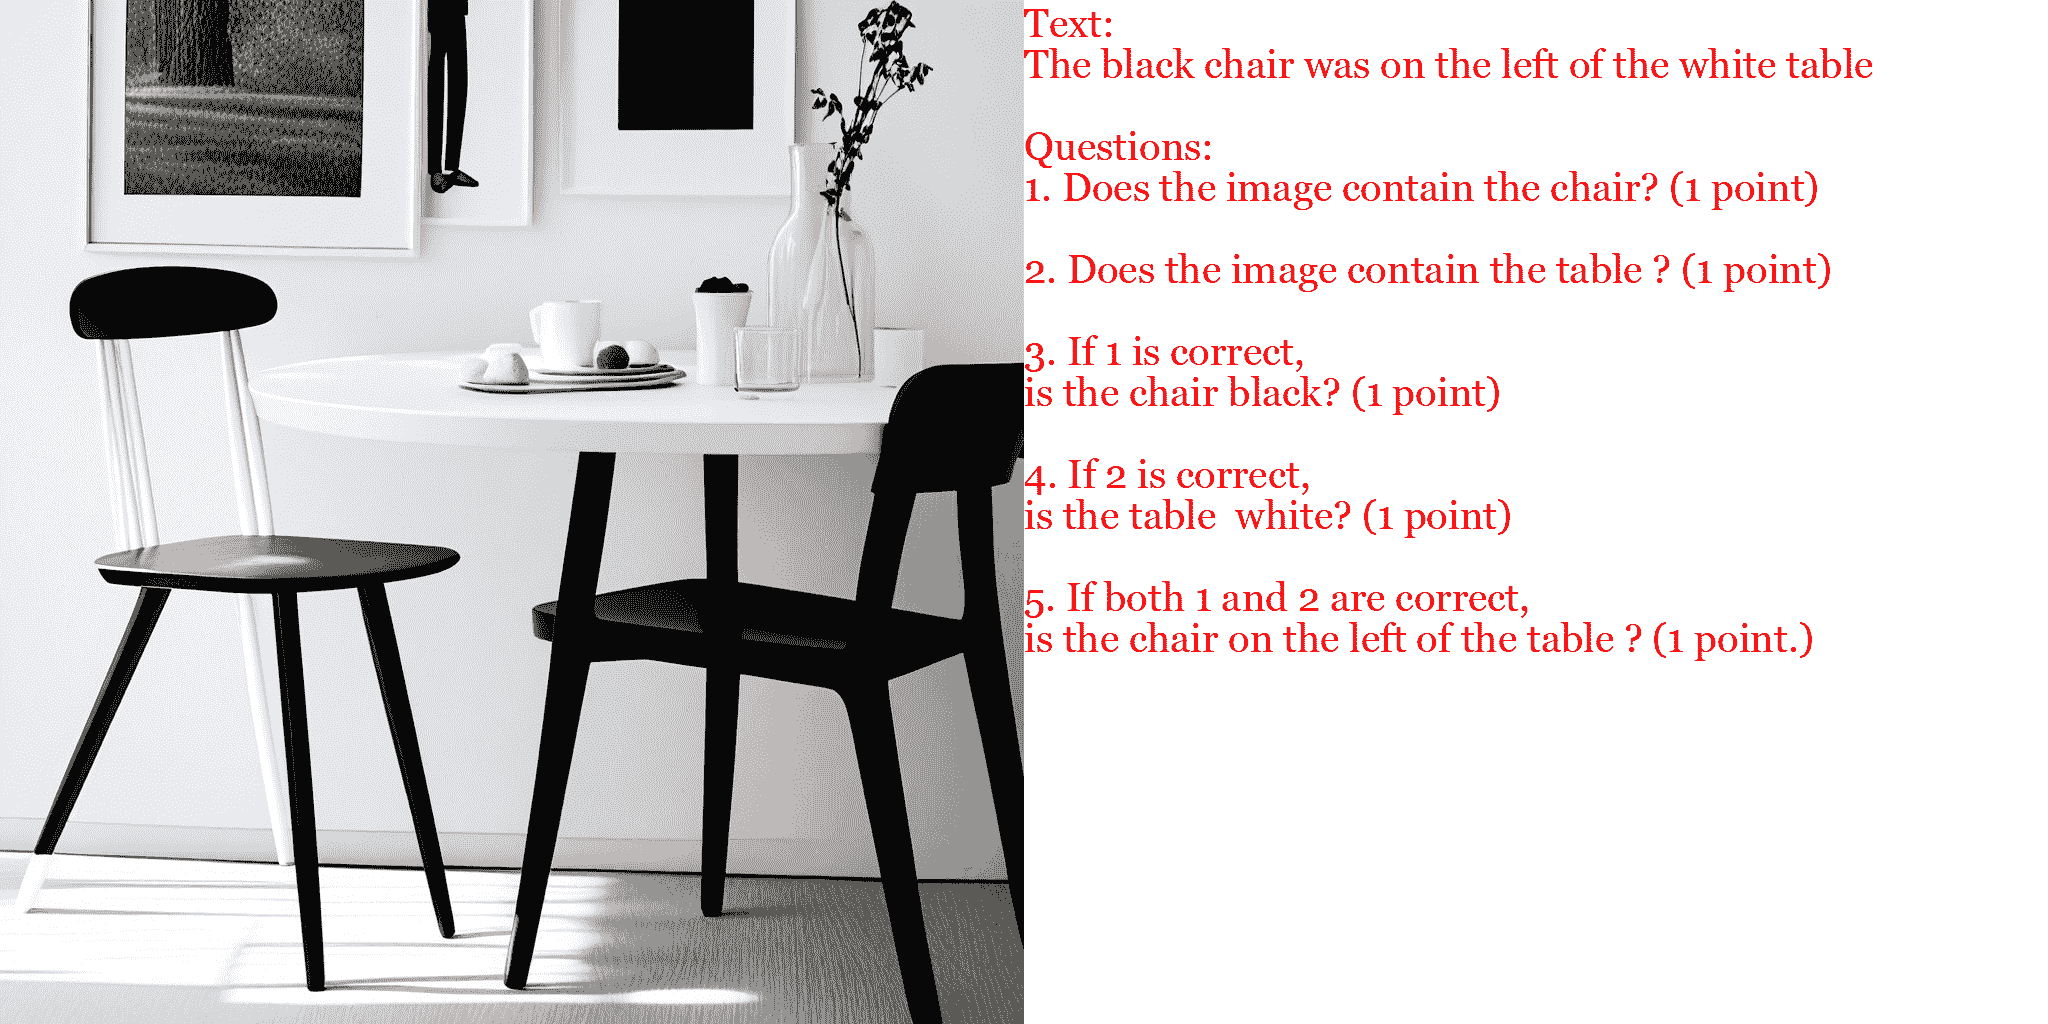 Text:
The black chair was on the left of the white table
Questions:
1. Does the image contain the chair? (1 point)
2. Does the image contain the table ? (1 point)
3. If 1 is correct,
is the chair black? (1 point)
4. If 2 is correct,
is the table  white? (1 point)
5. If both 1 and 2 are correct,
is the chair on the left of the table ? (1 point.)